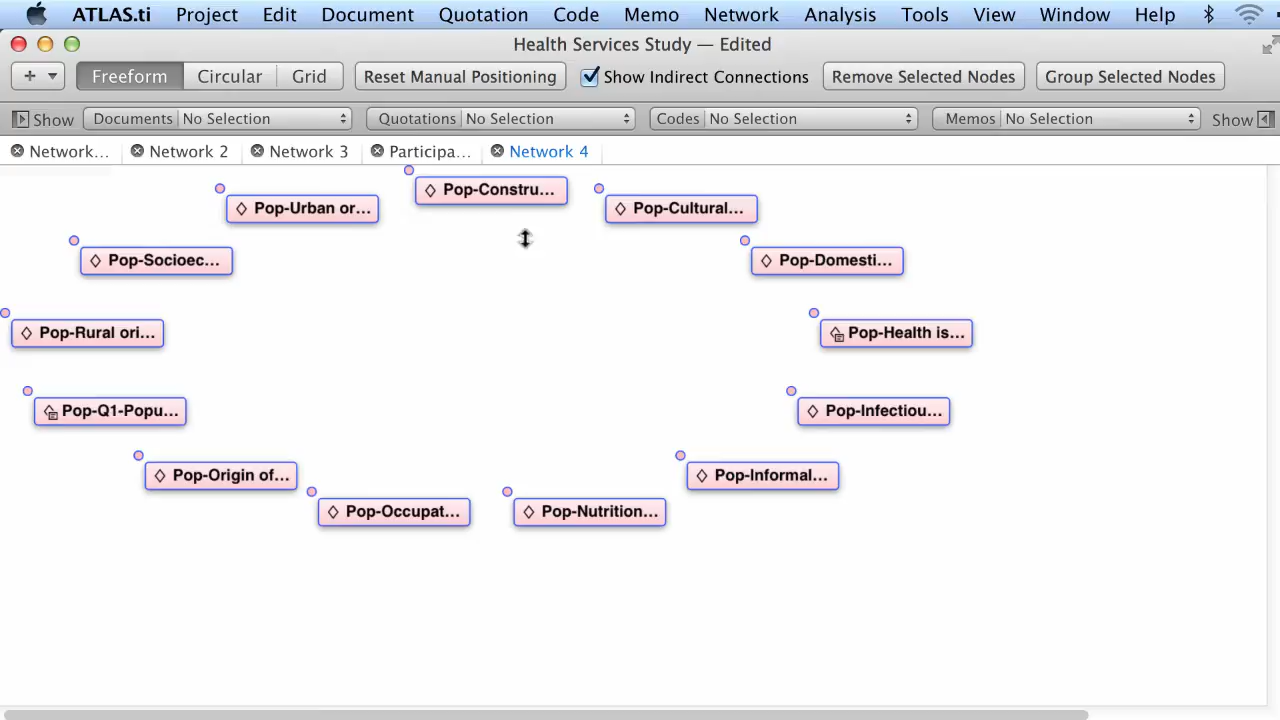 ATLAS.ti Project Edit Document Quotation Code Memo Network Analysis Tools View Window Help
Health Services Study — Edited
+ Freeform Circular Grid Reset Manual Positioning Show Indirect Connections Remove Selected Nodes Group Selected Nodes
Show Documents No Selection Quotations No Selection Codes No Selection Memos No Selection Show
Network... Network 2 Network 3 Participa... Network 4
Pop-Constru...
Pop-Urban or... Pop-Cultural...
Pop-Socioec... Pop-Domesti...
Pop-Rural ori... Pop-Health is...
Pop-Q1-Popu... Pop-Infectiou...
Pop-Origin of... Pop-Informal...
Pop-Occupat... Pop-Nutrition...